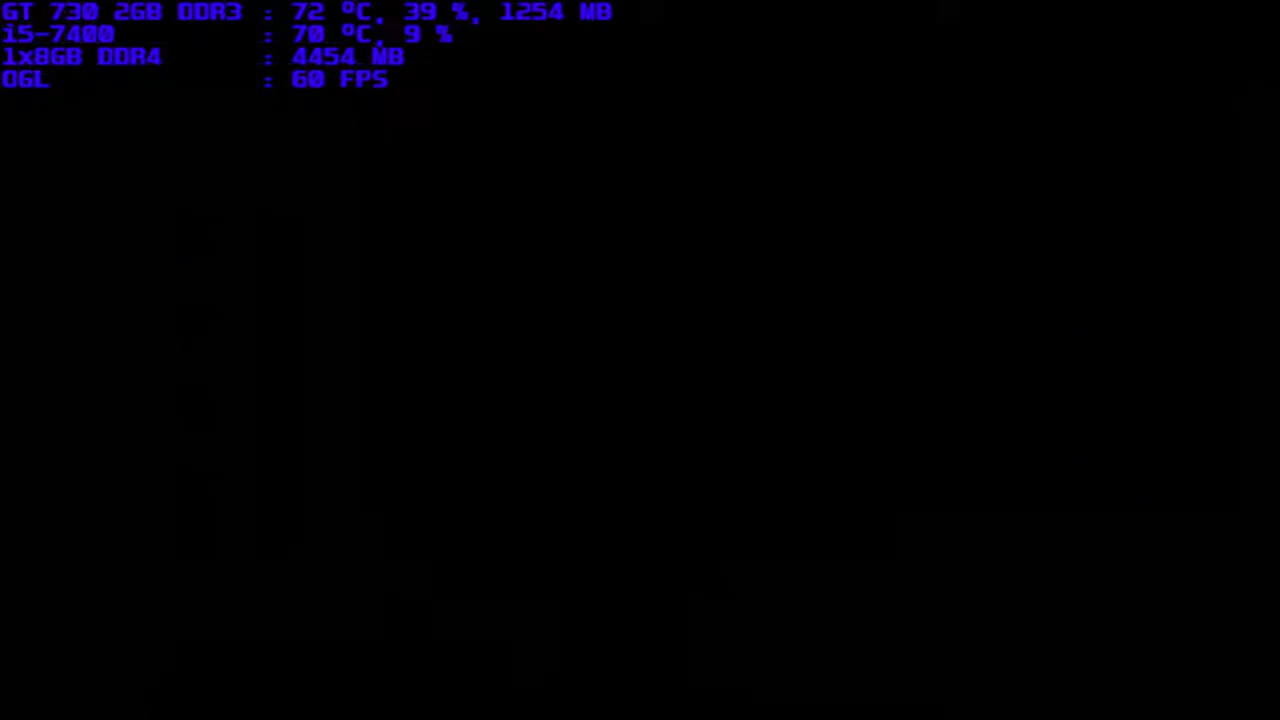 GT 730 2GB DDR3 : 72 ºC, 39 %, 1254 MB
i5-7400 : 70 ºC, 9 %
1x8GB DDR4 : 4454 MB
OGL : 60 FPS